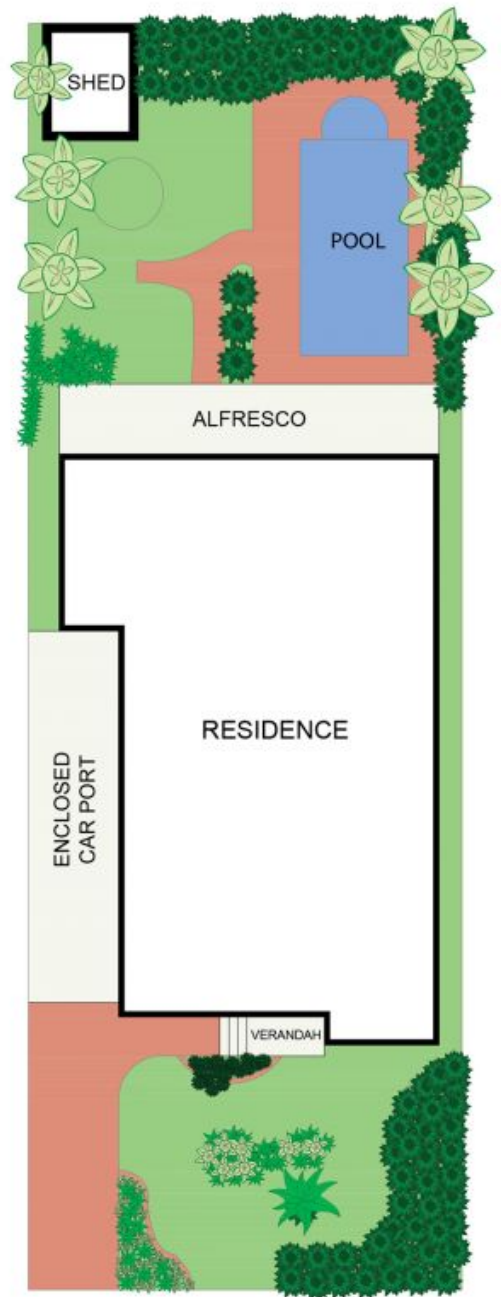 SHED
POOL
ALFRESCO
RESIDENCE
ENCLOSED
CAR PORT
VERANDAH